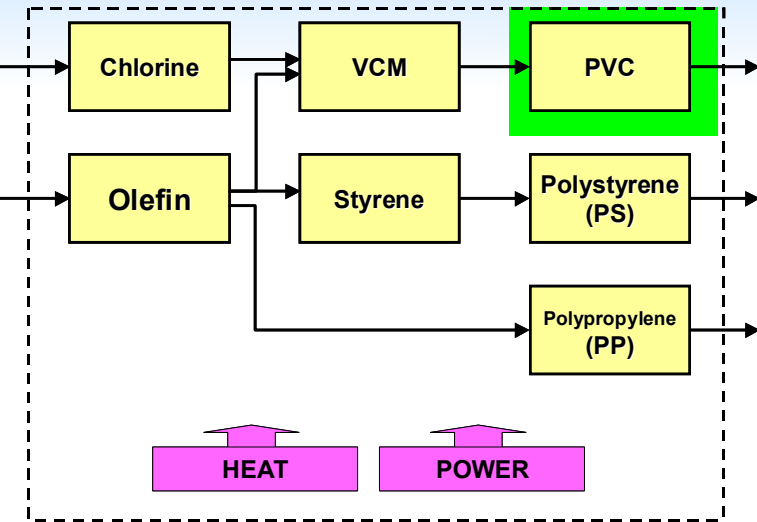 Chlorine
VCM
PVC
Olefin
Styrene
Polystyrene
(PS)
Polypropylene
(PP)
HEAT
POWER